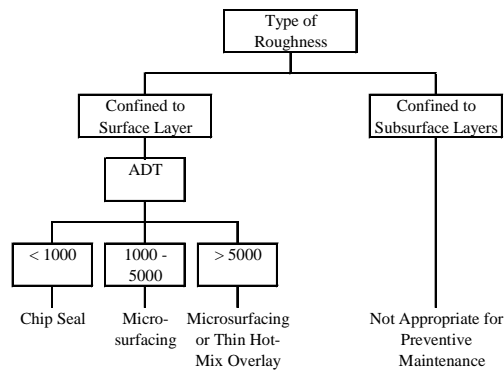 Type of
Roughness
Confined to
Surface Layer
Confined to
Subsurface Layers
ADT
< 1000
1000 -
5000
> 5000
Chip Seal
Micro-
surfacing
Microsurfacing
or Thin Hot-
Mix Overlay
Not Appropriate for
Preventive
Maintenance